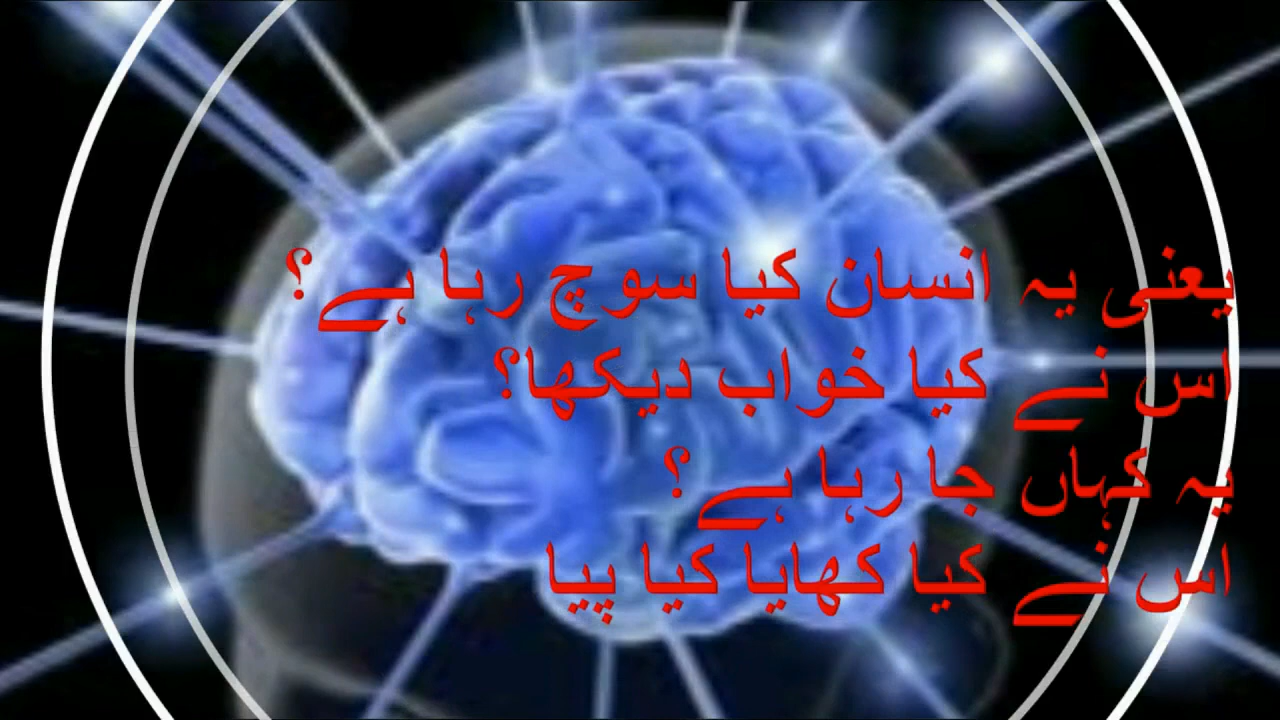 یعنی یہ انسان کیا سوچ رہا ہے ؟
اس نے کیا خواب دیکھا؟
یہ کہاں جا رہا ہے ؟
اس نے کیا کھایا کیا پیا